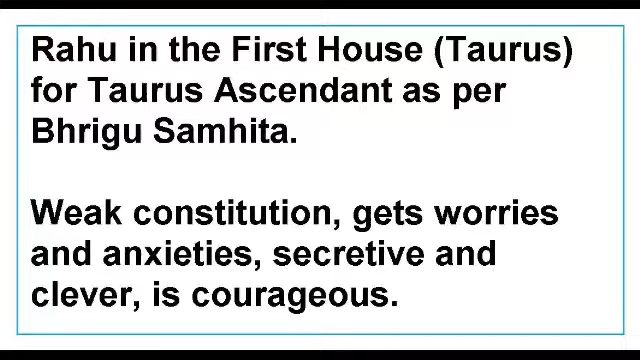 Rahu in the First House (Taurus)
for Taurus Ascendant as per
Bhrigu Samhita.
Weak constitution, gets worries
and anxieties, secretive and
clever, is courageous.